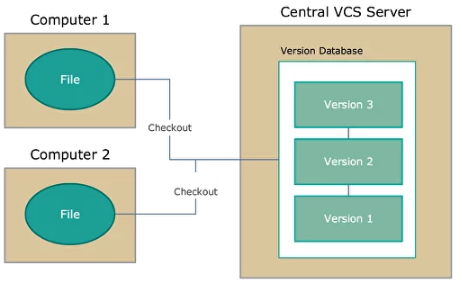 Computer 1
File
Checkout
Computer 2
File
Checkout
Central VCS Server
Version Database
Version 3
Version 2
Version 1